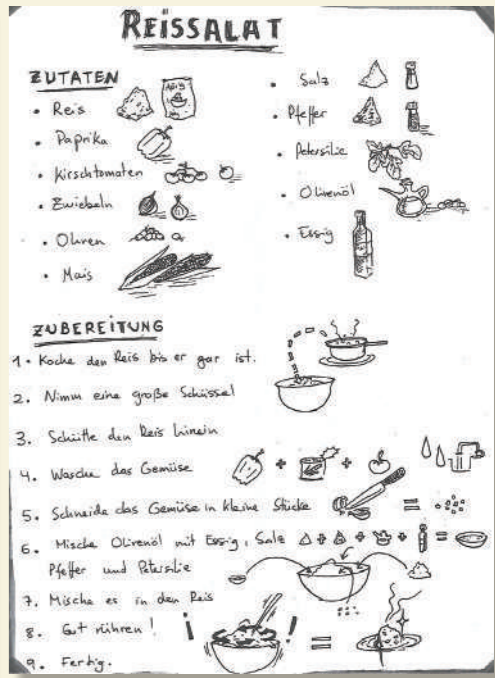 REISSALAT
ZUTATEN
• Reis
• Paprika
• Kirschtomaten
• Zwiebeln
• Oliven
• Mais
• Salz
• Pfeffer
• Petersilie
• Olivenöl
• Essig
ZUBEREITUNG
1. Koche den Reis bis er gar ist.
2. Nimm eine große Schüssel
3. Schütte den Reis hinein
4. Wasche das Gemüse
5. Schneide das Gemüse in kleine Stücke
6. Mische Olivenöl mit Essig, Salz
Pfeffer und Petersilie
7. Mische es in den Reis
8. Gut rühren!
9. Fertig.